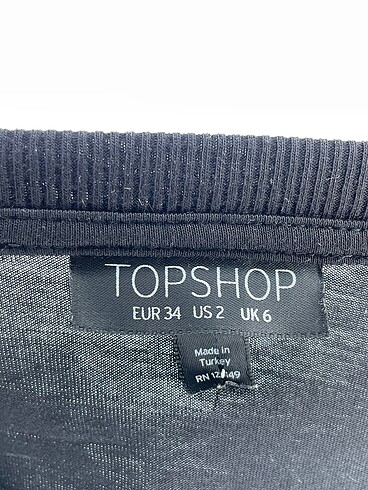 TOPSHOP
EUR 34 US 2 UK 6
Made in
Turkey
RN